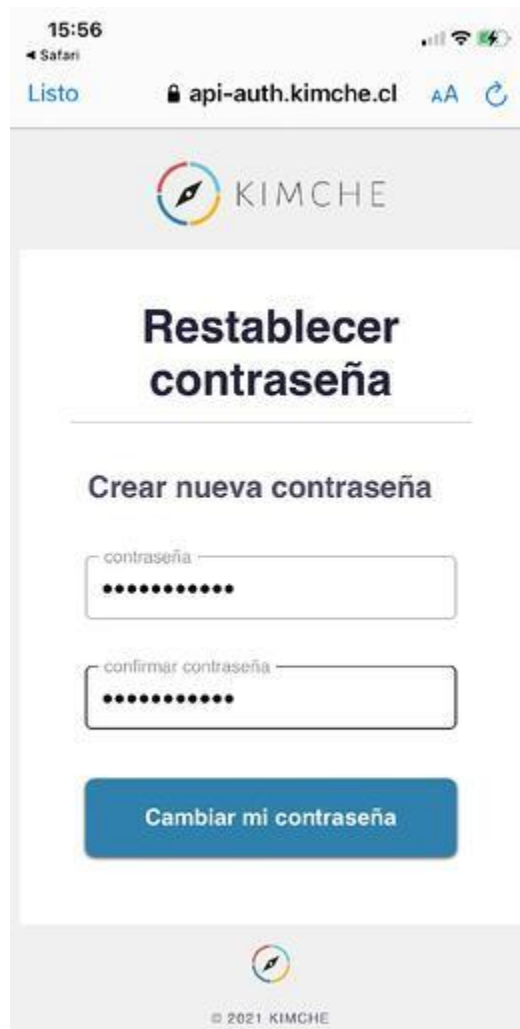 15:56
◀ Safari
Listo
api-auth.kimche.cl
AA
KIMCHE
Restablecer
contraseña
Crear nueva contraseña
contraseña
•••••••••••
confirmar contraseña
•••••••••••
Cambiar mi contraseña
© 2021 KIMCHE